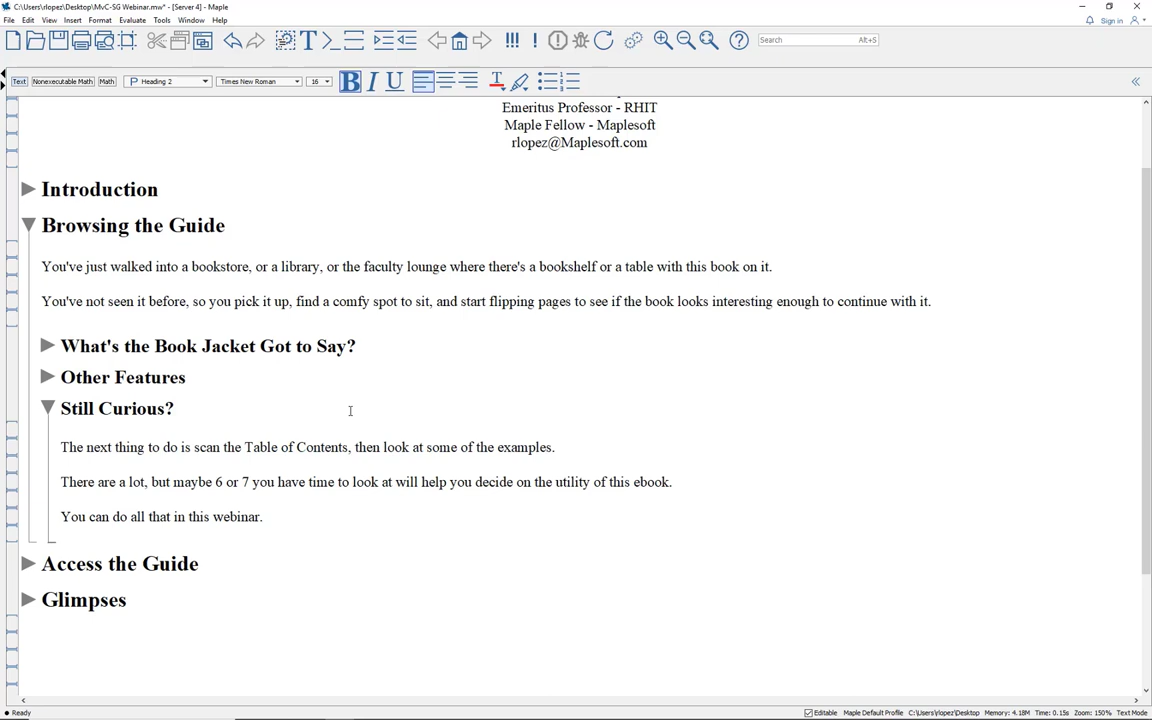 C:\Users\rlopez\Desktop\MvC-SG Webinar.mw* - [Server 4] - Maple
File Edit View Insert Format Evaluate Tools Window Help
Sign in
Search Alt+S
Text Nonexecutable Math Math P Heading 2 Times New Roman 16 B I U T
Emeritus Professor - RHIT
Maple Fellow - Maplesoft
rlopez@Maplesoft.com
Introduction
Browsing the Guide
You've just walked into a bookstore, or a library, or the faculty lounge where there's a bookshelf or a table with this book on it.
You've not seen it before, so you pick it up, find a comfy spot to sit, and start flipping pages to see if the book looks interesting enough to continue with it.
What's the Book Jacket Got to Say?
Other Features
Still Curious?
The next thing to do is scan the Table of Contents, then look at some of the examples.
There are a lot, but maybe 6 or 7 you have time to look at will help you decide on the utility of this ebook.
You can do all that in this webinar.
Access the Guide
Glimpses
Ready
Editable Maple Default Profile C:\Users\rlopez\Desktop Memory: 4.18M Time: 0.15s Zoom: 150% Text Mode